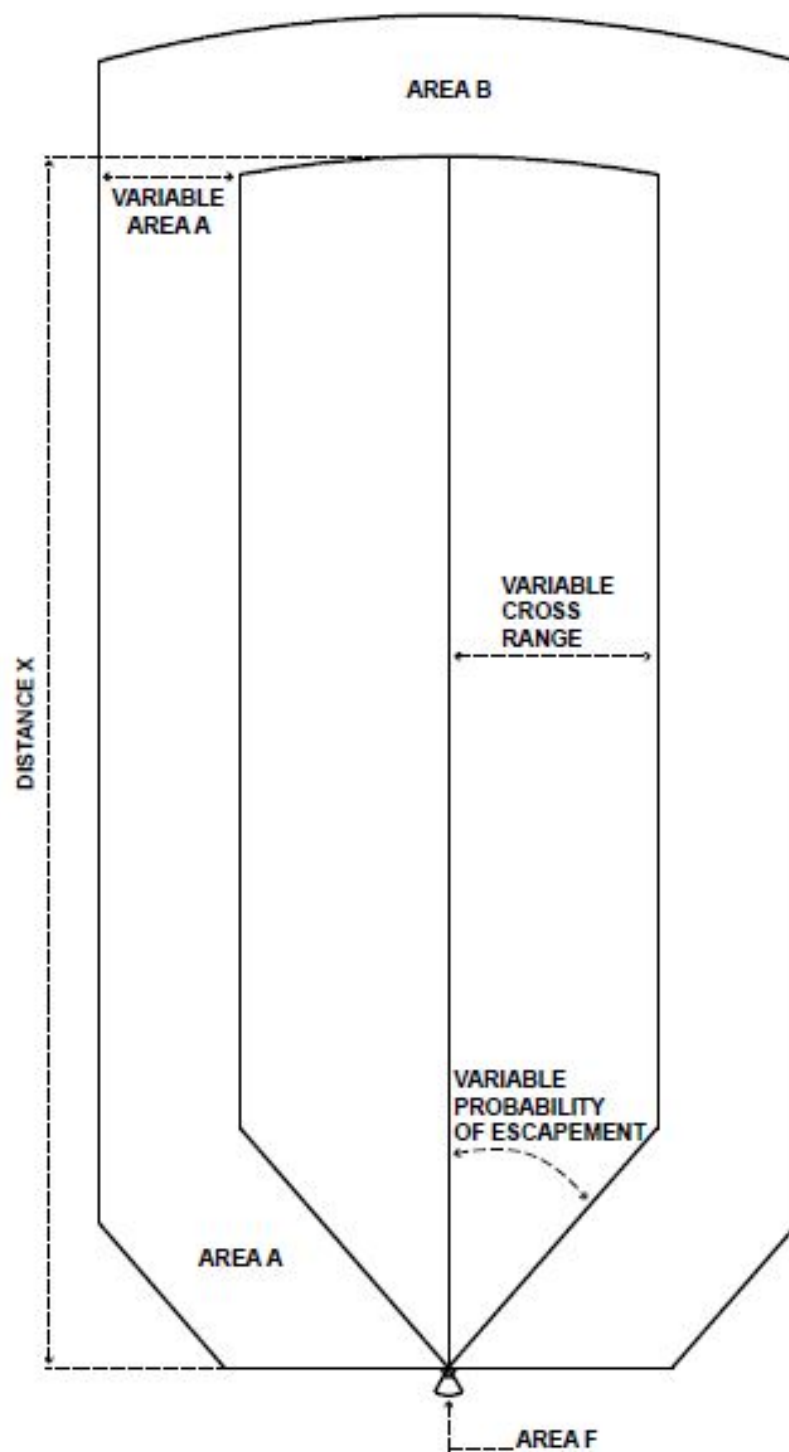 AREA B
VARIABLE
AREA A
VARIABLE
CROSS
RANGE
DISTANCE X
VARIABLE
PROBABILITY
OF ESCAPEMENT
AREA A
AREA F